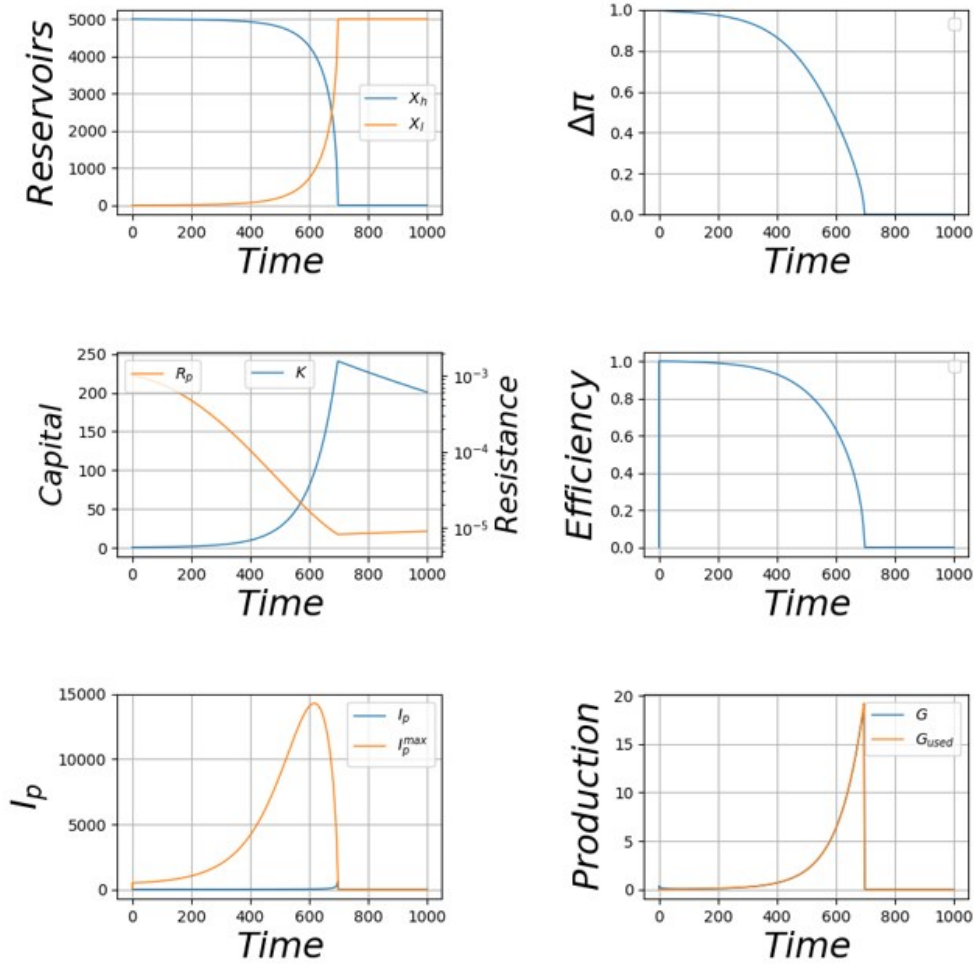 Reservoirs
5000
4000
3000
2000
1000
0
X_h
X_l
0 200 400 600 800 1000
Time
Δπ
1.0
0.8
0.6
0.4
0.2
0.0
0 200 400 600 800 1000
Time
Capital
250
200
150
100
50
0
R_p
K
10^-3
10^-4
10^-5
Resistance
0 200 400 600 800 1000
Time
Efficiency
1.0
0.8
0.6
0.4
0.2
0.0
0 200 400 600 800 1000
Time
I_p
15000
10000
5000
0
I_p
I_p^max
0 200 400 600 800 1000
Time
Production
20
15
10
5
0
G
G_used
0 200 400 600 800 1000
Time